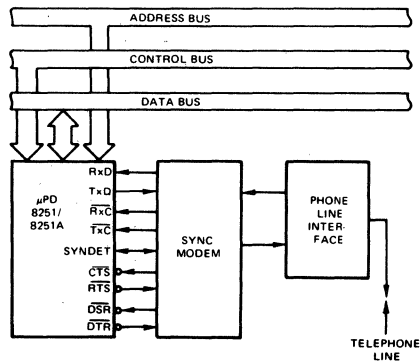 ADDRESS BUS
CONTROL BUS
DATA BUS
μPD
8251/
8251A
RxD
TxD
RxC
TxC
SYNDET
CTS
RTS
DSR
DTR
SYNC
MODEM
PHONE
LINE
INTER-
FACE
TELEPHONE
LINE